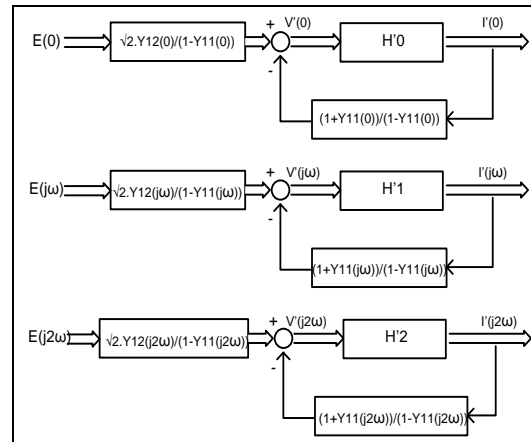 + V'(0) I'(0)
E(0) √2.Y12(0)/(1-Y11(0)) H'0
-
(1+Y11(0))/(1-Y11(0))
+ V'(jω) I'(jω)
E(jω) √2.Y12(jω)/(1-Y11(jω)) H'1
-
(1+Y11(jω))/(1-Y11(jω))
+ V'(j2ω) I'(j2ω)
E(j2ω) √2.Y12(j2ω)/(1-Y11(j2ω)) H'2
-
(1+Y11(j2ω))/(1-Y11(j2ω))